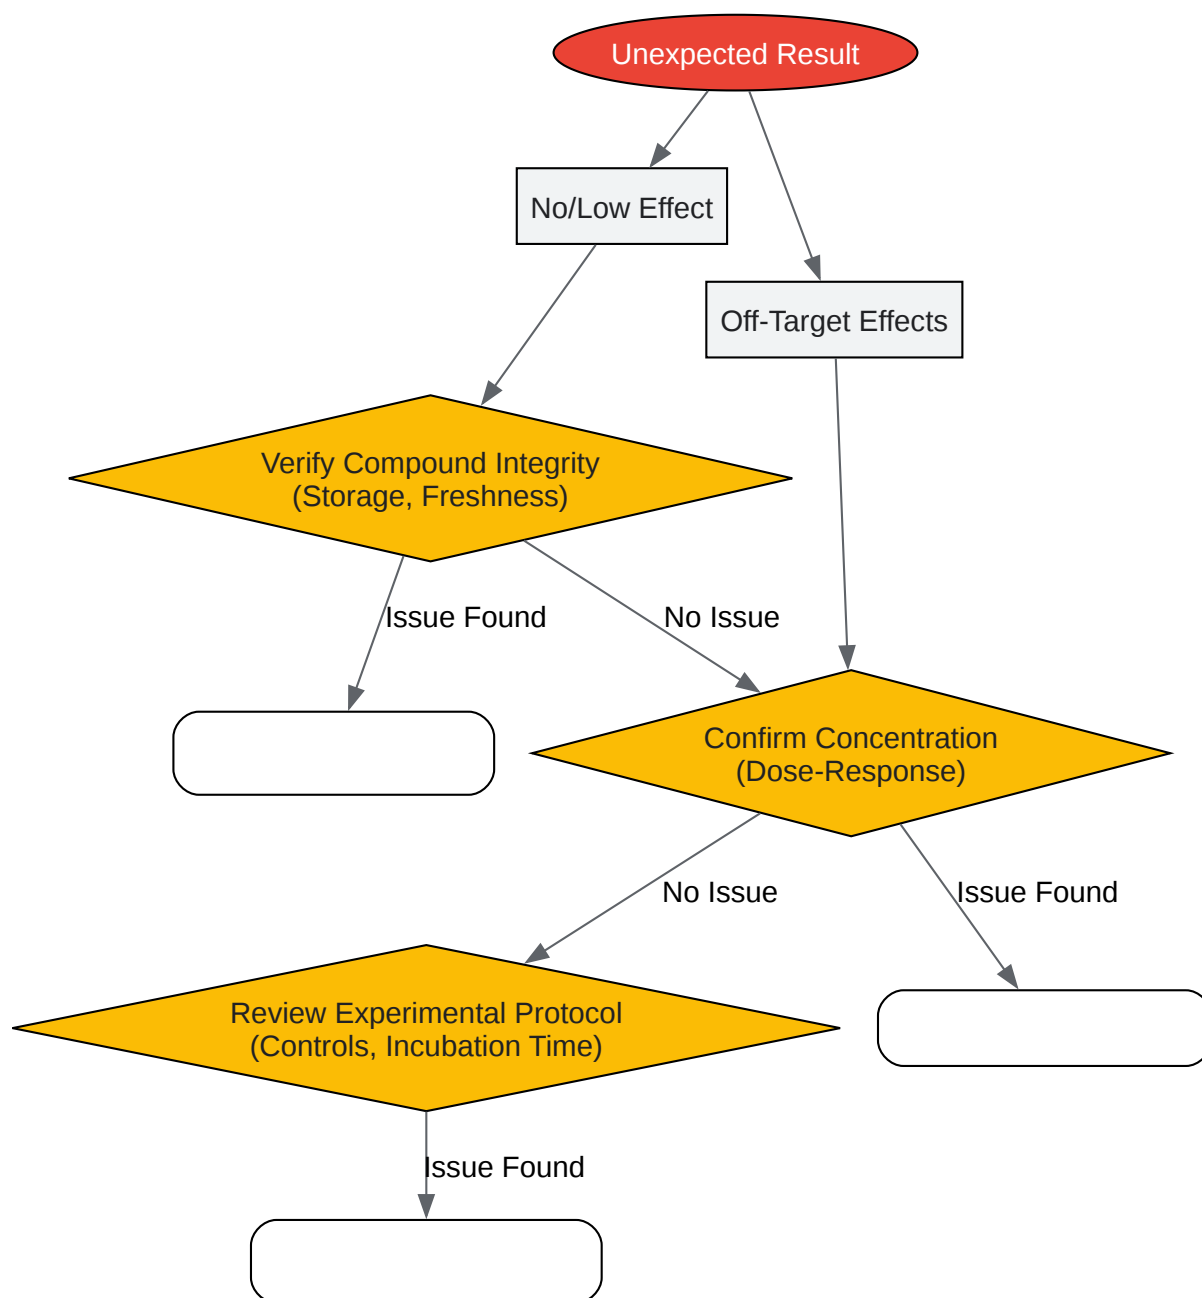 Unexpected Result
No/Low Effect
Off-Target Effects
Verify Compound Integrity
(Storage, Freshness)
Issue Found
No Issue
Confirm Concentration
(Dose-Response)
No Issue
Issue Found
Review Experimental Protocol
(Controls, Incubation Time)
Issue Found